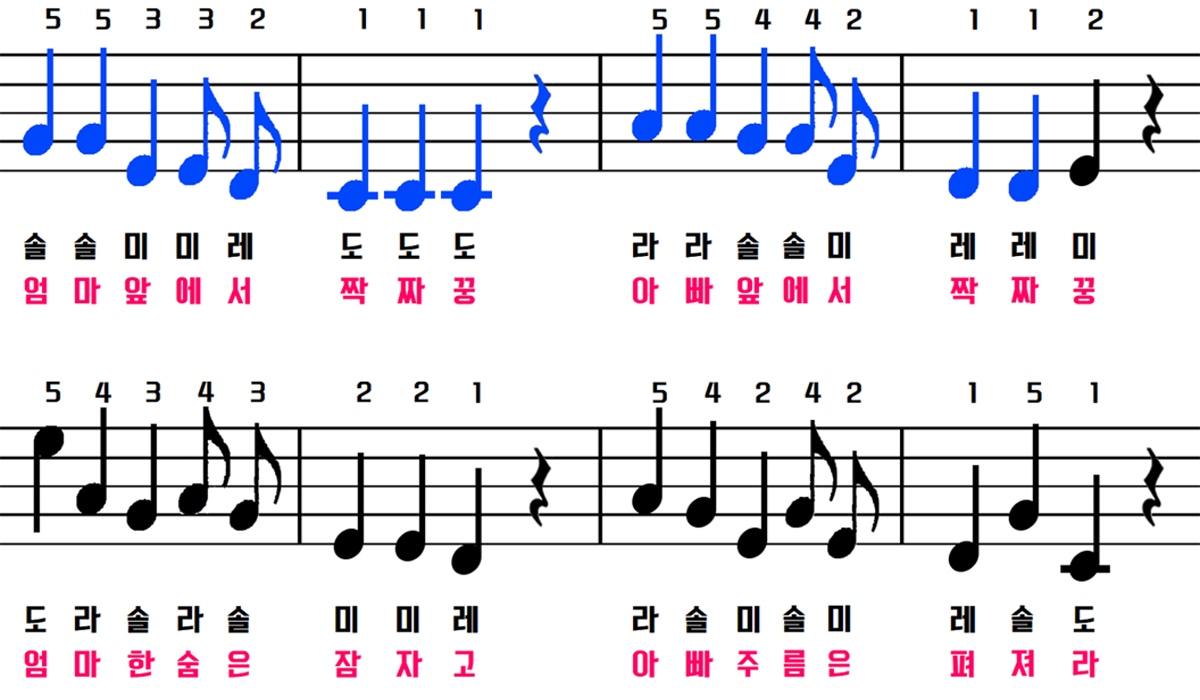 5 5 3 3 2 1 1 1 5 5 4 4 2 1 1 2
솔 솔 미 미 레 도 도 도 라 라 솔 솔 미 레 레 미
엄 마 앞 에 서 짝 짜 꿍 아 빠 앞 에 서 짝 짜 꿍
5 4 3 4 3 2 2 1 5 4 2 4 2 1 5 1
도 라 솔 라 솔 미 미 레 라 솔 미 솔 미 레 솔 도
엄 마 한 숨 은 잠 자 고 아 빠 주 름 은 펴 져 라